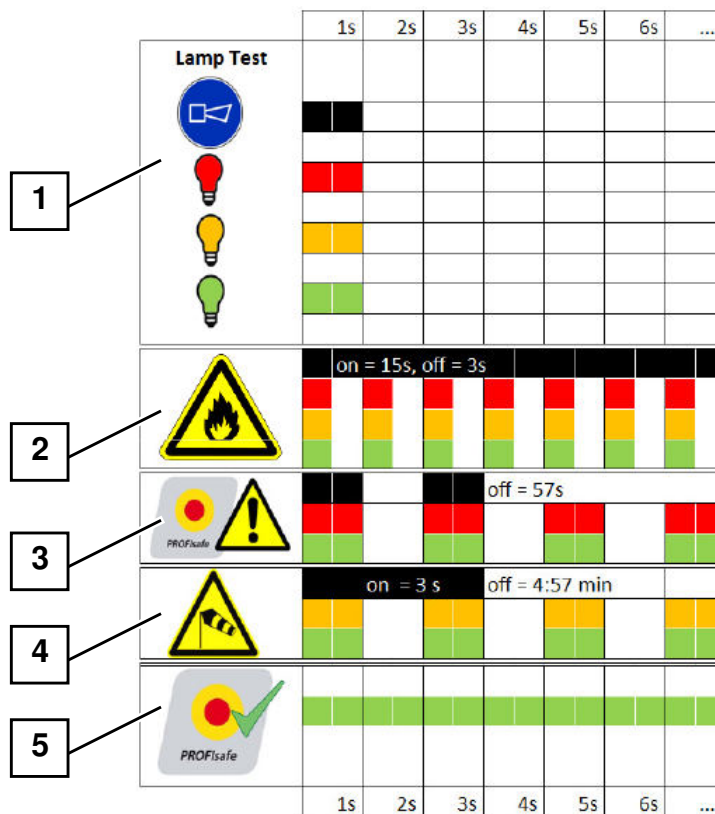 1s 2s 3s 4s 5s 6s ...
Lamp Test
1
on = 15s, off = 3s
2
off = 57s
PROFIsafe
3
on = 3 s off = 4:57 min
4
5
PROFIsafe
1s 2s 3s 4s 5s 6s ...